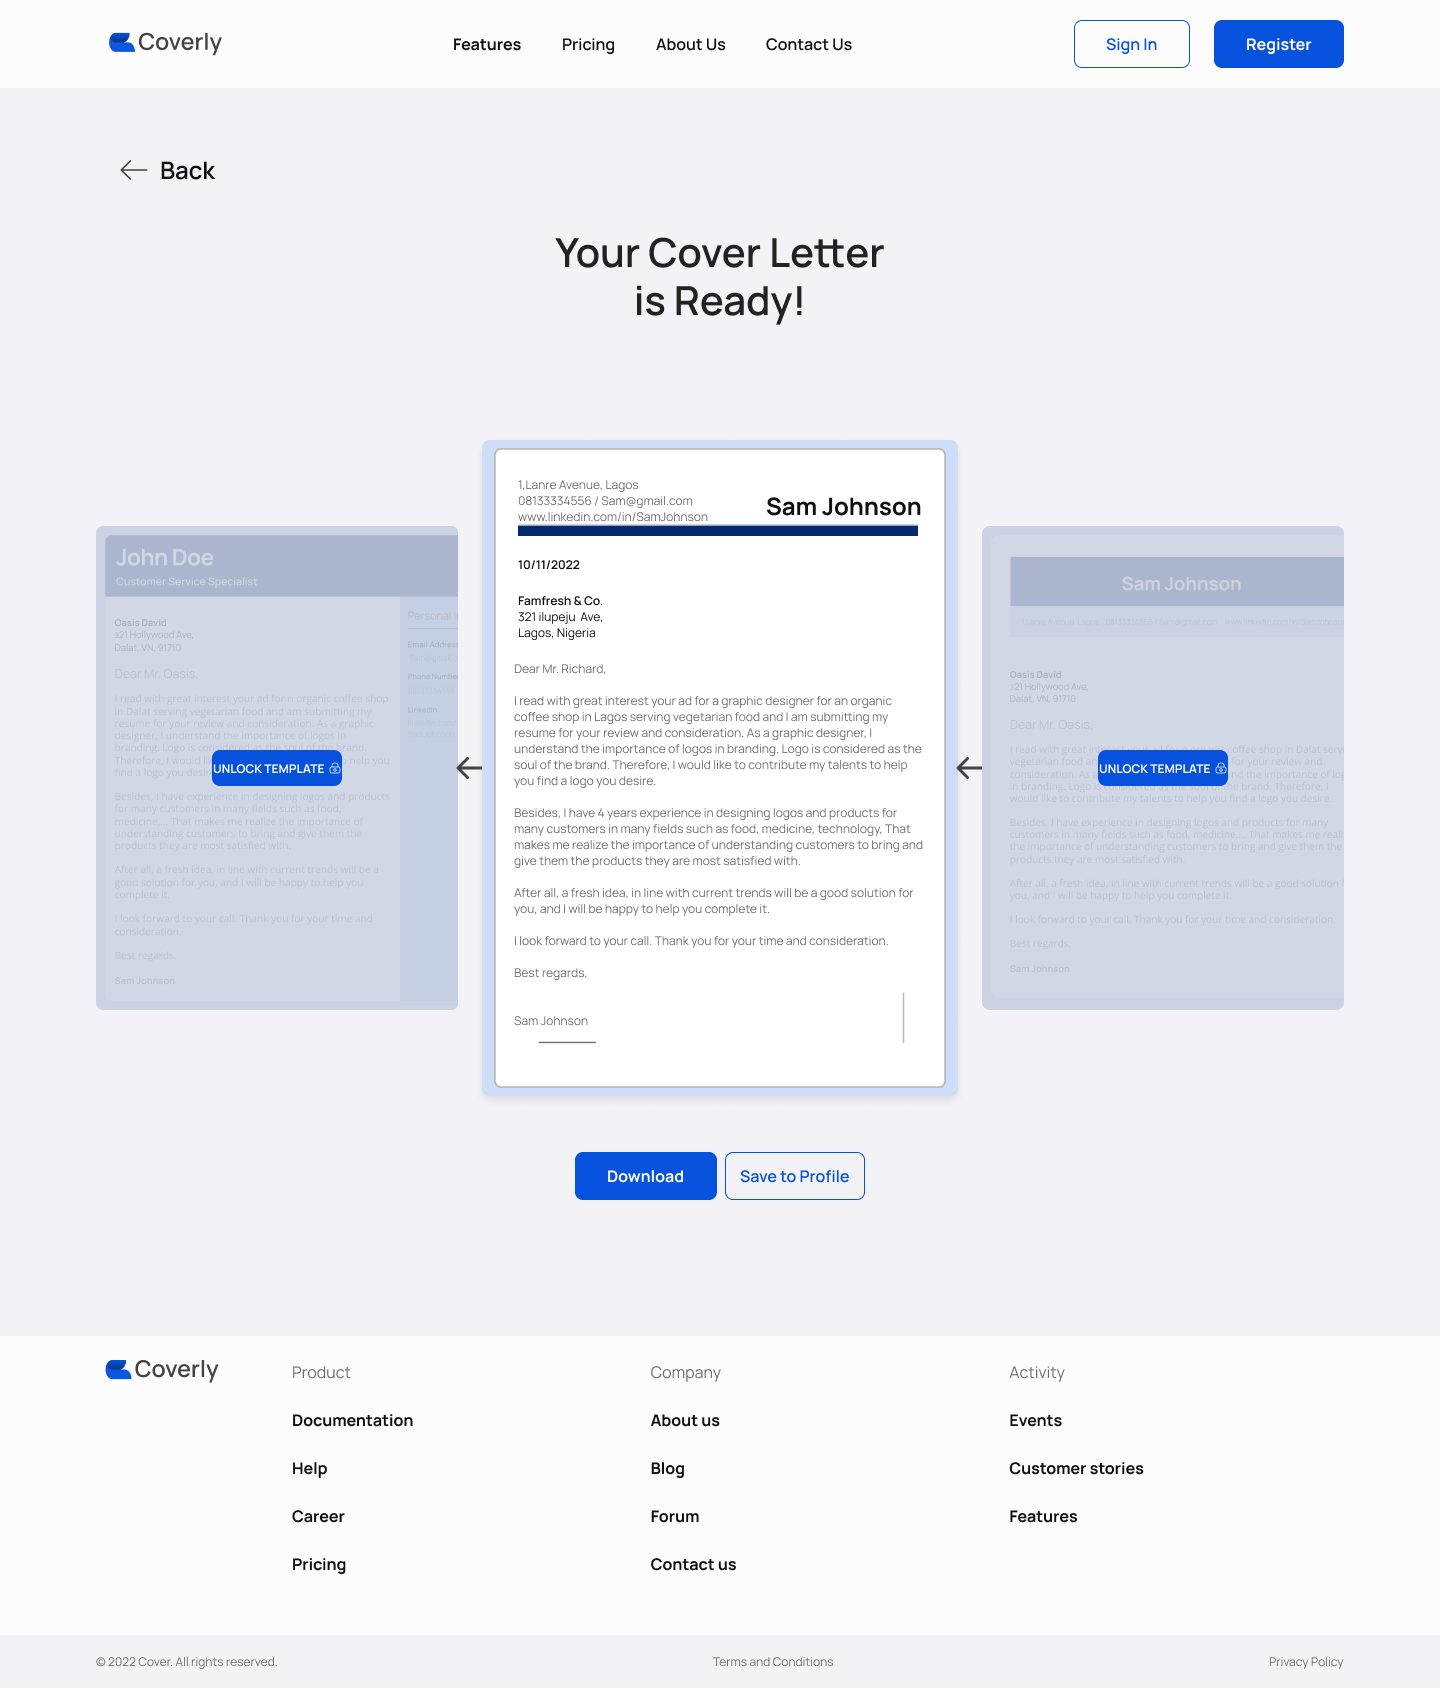 Coverly
Features
Pricing
About Us
Contact Us
Sign In
Register
Back
Your Cover Letter
is Ready!
John Doe
Customer Service Specialist
Oasis David
321 Hollywood Ave,
Dalat, VN, 91710
Dear Mr. Oasis,
I read with great interest your ad for n organic coffee shop
in Dalat serving vegetarian food and am submitting my
resume for your review and consideration. As a graphic
designer, I understand the importance of logos in
branding. Logo is considered as the soul of the brand.
Therefore, I would
help you
find a logo you
UNLOCK TEMPLATE
Besides, I have experience in designing logos and products
for many customers in many fields such as food,
medicine,... That makes me realize the importance of
understanding customers to bring and give them the
products they are most satisfied with.
After all, a fresh idea, in line with current trends will be a
good solution for you, and I will be happy to help you
complete it.
I look forward to your call. Thank you for your time and
consideration.
Best regards,
Sam Johnson
Personal
Email Address
Phone Number
LinkedIn
1,Lanre Avenue, Lagos
08133334556 / Sam@gmail.com
www.linkedin.com/in/SamJohnson
Sam Johnson
10/11/2022
Famfresh & Co.
321 ilupeju Ave,
Lagos, Nigeria
Dear Mr. Richard,
I read with great interest your ad for a graphic designer for an organic
coffee shop in Lagos serving vegetarian food and I am submitting my
resume for your review and consideration. As a graphic designer, I
understand the importance of logos in branding. Logo is considered as the
soul of the brand. Therefore, I would like to contribute my talents to help
you find a logo you desire.
Besides, I have 4 years experience in designing logos and products for
many customers in many fields such as food, medicine, technology, That
makes me realize the importance of understanding customers to bring and
give them the products they are most satisfied with.
After all, a fresh idea, in line with current trends will be a good solution for
you, and I will be happy to help you complete it.
I look forward to your call. Thank you for your time and consideration.
Best regards,
Sam Johnson
Sam Johnson
Oasis David
321 Hollywood Ave,
Dalat, VN, 91710
Dear Mr. Oasis,
I read with great interest your ad for n organic coffee shop in Dalat
vegetarian food
for your review and
consideration. As
the importance of
in branding. Logo is considered as the soul of the brand. Therefore, I
would like to contribute my talents to help you find a logo you desire.
UNLOCK TEMPLATE
Besides, I have experience in designing logos and products for many
customers in many fields such as food, medicine,... That makes me
the importance of understanding customers to bring and give them the
products they are most satisfied with.
After all, a fresh idea, in line with current trends will be a good solution
you, and I will be happy to help you complete it.
I look forward to your call. Thank you for your time and consideration.
Best regards,
Sam Johnson
Download
Save to Profile
Coverly
Product
Documentation
Help
Career
Pricing
Company
About us
Blog
Forum
Contact us
Activity
Events
Customer stories
Features
© 2022 Cover. All rights reserved.
Terms and Conditions
Privacy Policy